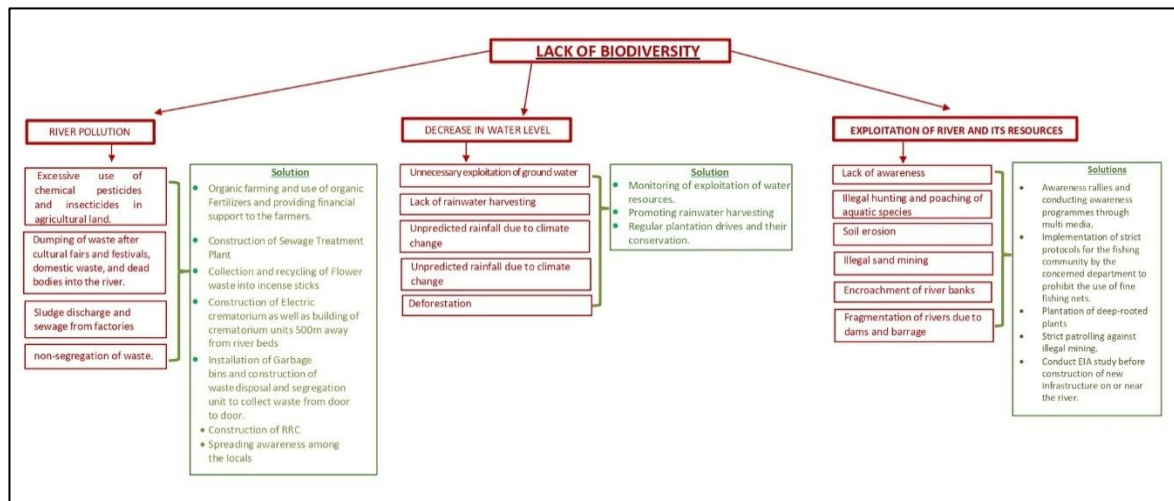 LACK OF BIODIVERSITY
RIVER POLLUTION
Excessive use of
chemical pesticides
and insecticides in
agricultural land.
Dumping of waste after
cultural fairs and festivals,
domestic waste, and dead
bodies into the river.
Sludge discharge and
sewage from factories
non-segregation of waste.
Solution
Organic farming and use of organic
Fertilizers and providing financial
support to the farmers.
Construction of Sewage Treatment
Plant
Collection and recycling of Flower
waste into incense sticks
Construction of Electric
crematorium as well as building of
crematorium units 500m away
from river beds
Installation of Garbage
bins and construction of
wastedisposal and segregation
unit to collect waste from door
to door.
Construction of RRC
Spreading awareness among
the locals
DECREASE IN WATER LEVEL
Unnecessary exploitation of ground water
Lack of rainwater harvesting
Unpredicted rainfall due to climate
change
Unpredicted rainfall due to climate
change
Deforestation
Solution
Monitoring of exploitation of water
resources.
Promoting rainwater harvesting
Regular plantation drives and their
conservation.
EXPLOITATION OF RIVER AND ITS RESOURCES
Lack of awareness
Illegal hunting and poaching of
aquatic species
Soil erosion
Illegal sand mining
Encroachment of river banks
Fragmentation of rivers due to
dams and barrage
Solutions
Awareness rallies and
conducting awareness
programmes through
multi media.
Implementation of strict
protocols for the fishing
community by the
concerned department to
prohibit the use of fine
fishing nets.
Plantation of deep-rooted
plants
Strict patrolling against
illegal mining.
Conduct EIA study before
construction of new
infrastructure on or near
the river.